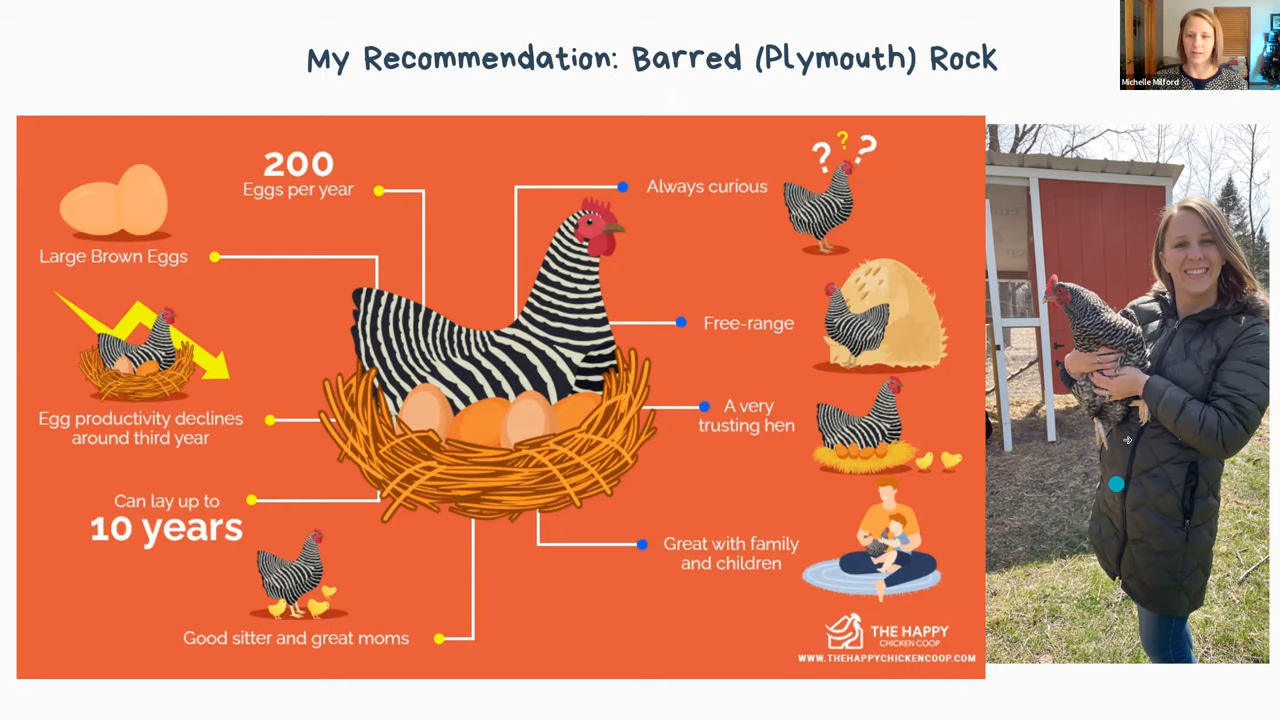 My Recommendation: Barred (Plymouth) Rock
Michelle Milford
200
Eggs per year
Large Brown Eggs
Egg productivity declines
around third year
Can lay up to
10 years
Good sitter and great moms
? ? ?
Always curious
Free-range
A very
trusting hen
Great with family
and children
THE HAPPY
CHICKEN COOP
WWW.THEHAPPYCHICKENCOOP.COM